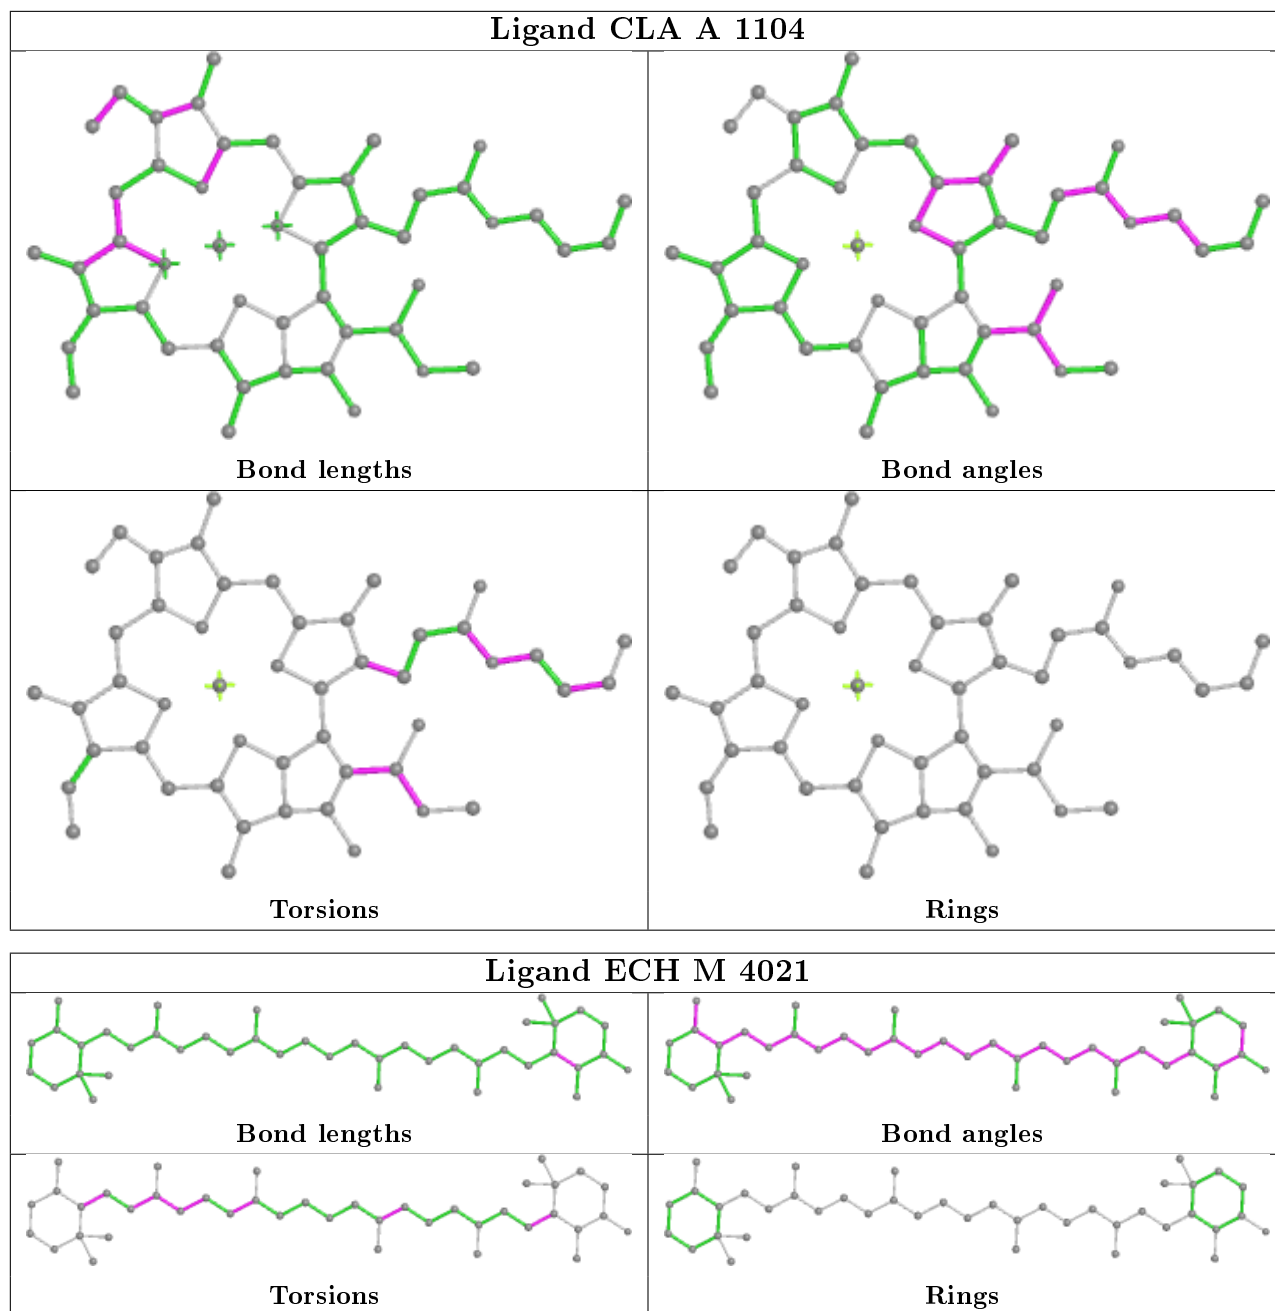 Ligand CLA A 1104
Bond lengths
Bond angles
Torsions
Rings
Ligand ECH M 4021
Bond lengths
Bond angles
Torsions
Rings